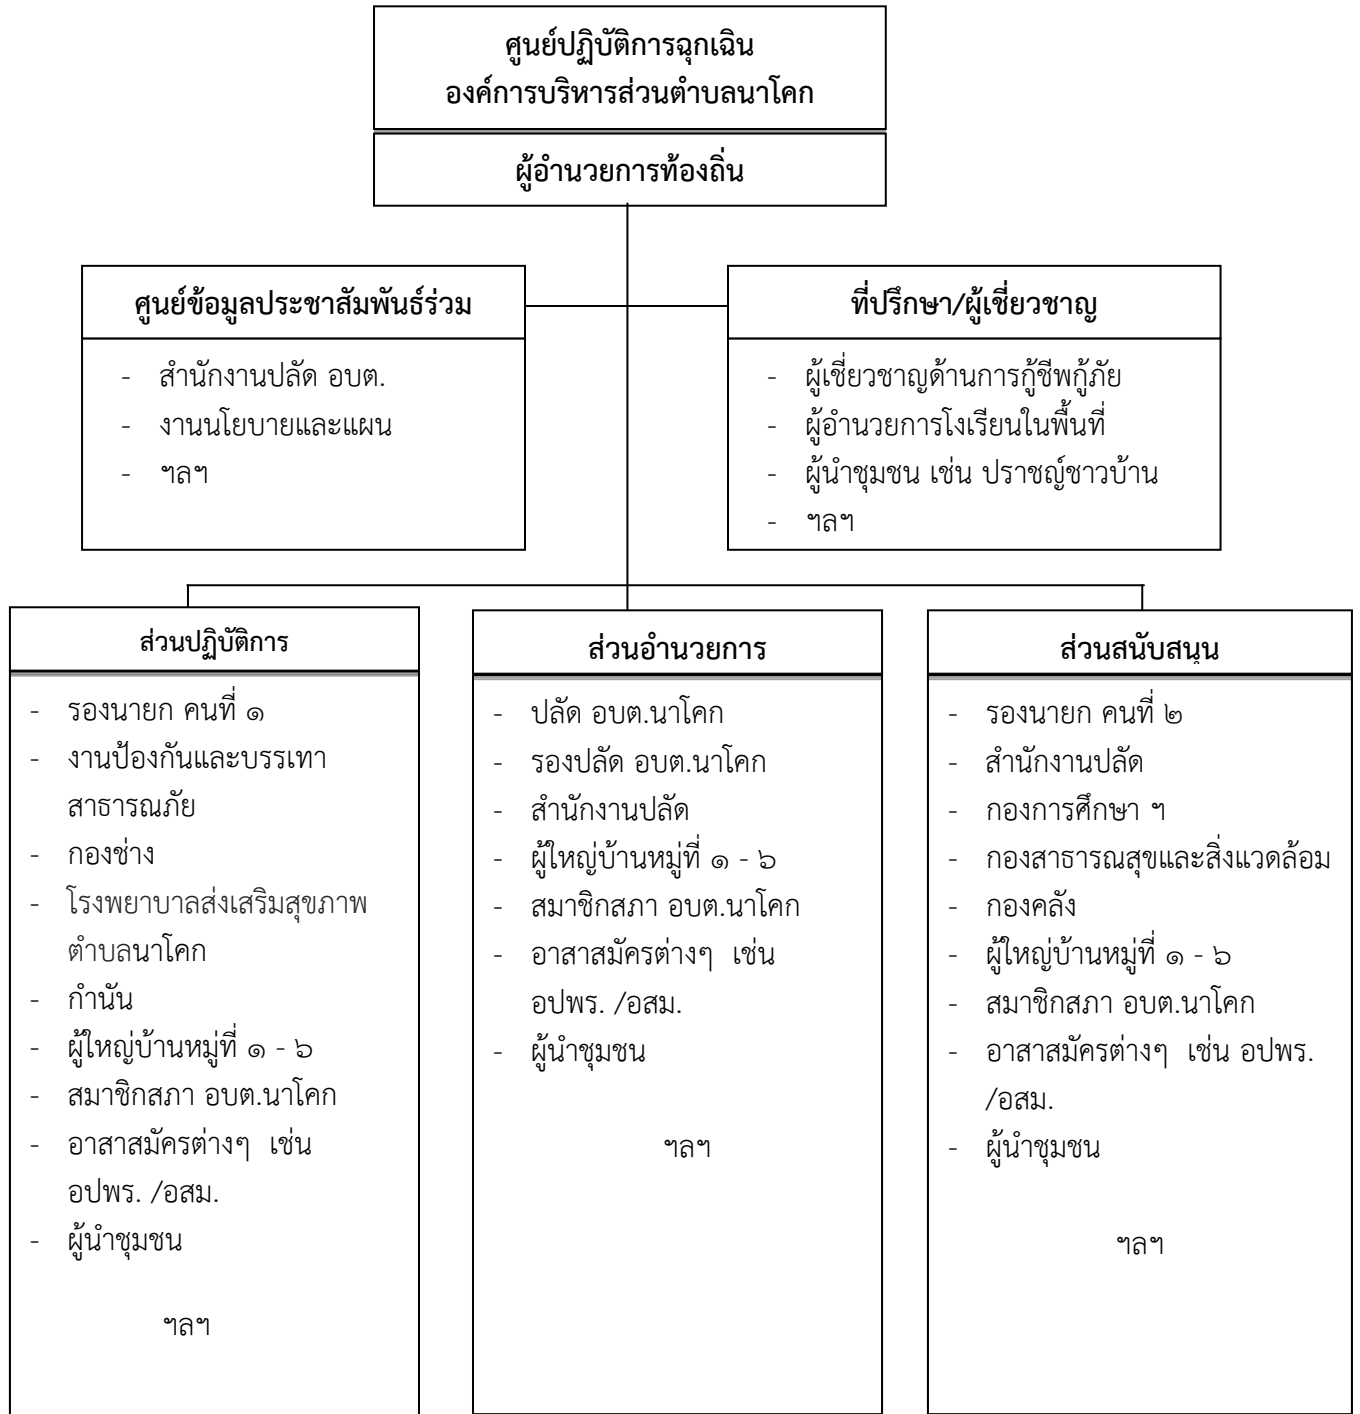 ศูนย์ปฏิบัติการฉุกเฉิน
องค์การบริหารส่วนตำบลนาโคก
ผู้อำนวยการท้องถิ่น
ศูนย์ข้อมูลประชาสัมพันธ์ร่วม
- สำนักงานปลัด อบต.
- งานนโยบายและแผน
- ฯลฯ
ที่ปรึกษา/ผู้เชี่ยวชาญ
- ผู้เชี่ยวชาญด้านการกู้ชีพกู้ภัย
- ผู้อำนวยการโงเรียนในพื้นที่
- ผู้นำชุมชน เช่น ปราชญ์ชาวบ้าน
- ฯลฯ
ส่วนปฏิบัติการ
- รองนายก คนที่ ๑
- งานป้องกันและบรรเทา
สาธารณภัย
- กองช่าง
- โรงพยาบาลส่งเสริมสุขภาพ
ตำบลนาโคก
- กำนัน
- ผู้ใหญ่บ้านหมู่ที่ ๑ - ๖
- สมาชิกสภา อบต.นาโคก
- อาสาสมัครต่างๆ เช่น
อปพร. /อสม.
- ผู้นำชุมชน
ฯลฯ
ส่วนอำนวยการ
- ปลัด อบต.นาโคก
- รองปลัด อบต.นาโคก
- สำนักงานปลัด
- ผู้ใหญ่บ้านหมู่ที่ ๑ - ๖
- สมาชิกสภา อบต.นาโคก
- อาสาสมัครต่างๆ เช่น
อปพร. /อสม.
- ผู้นำชุมชน
ฯลฯ
ส่วนสนับสนุน
- รองนายก คนที่ ๒
- สำนักงานปลัด
- กองการศึกษา ฯ
- กองสาธารณสุขและสิ่งแวดล้อม
- กองคลัง
- ผู้ใหญ่บ้านหมู่ที่ ๑ - ๖
- สมาชิกสภา อบต.นาโคก
- อาสาสมัครต่างๆ เช่น อปพร.
/อสม.
- ผู้นำชุมชน
ฯลฯ